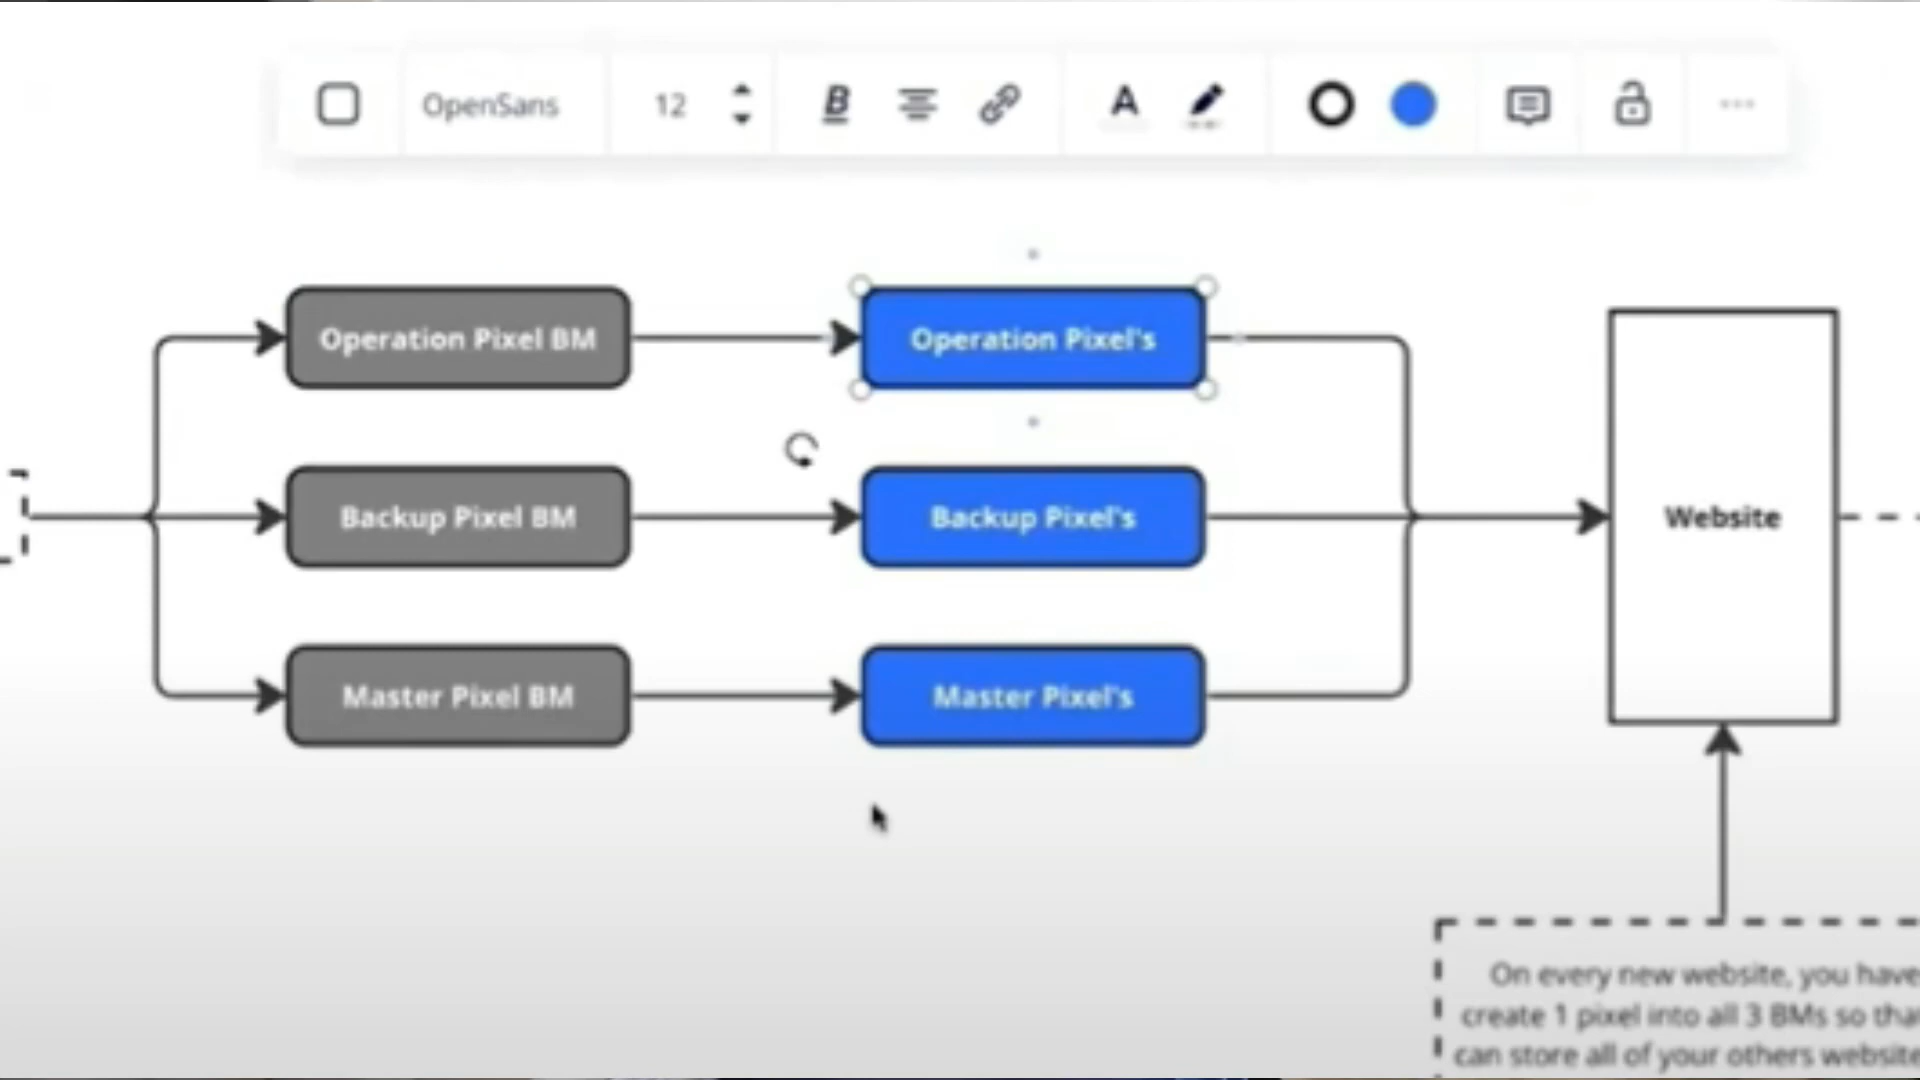 OpenSans 12 B A
Operation Pixel BM Operation Pixel's
Backup Pixel BM Backup Pixel's Website
Master Pixel BM Master Pixel's
On every new website, you have
create 1 pixel into all 3 BMs so
can store all of your others website